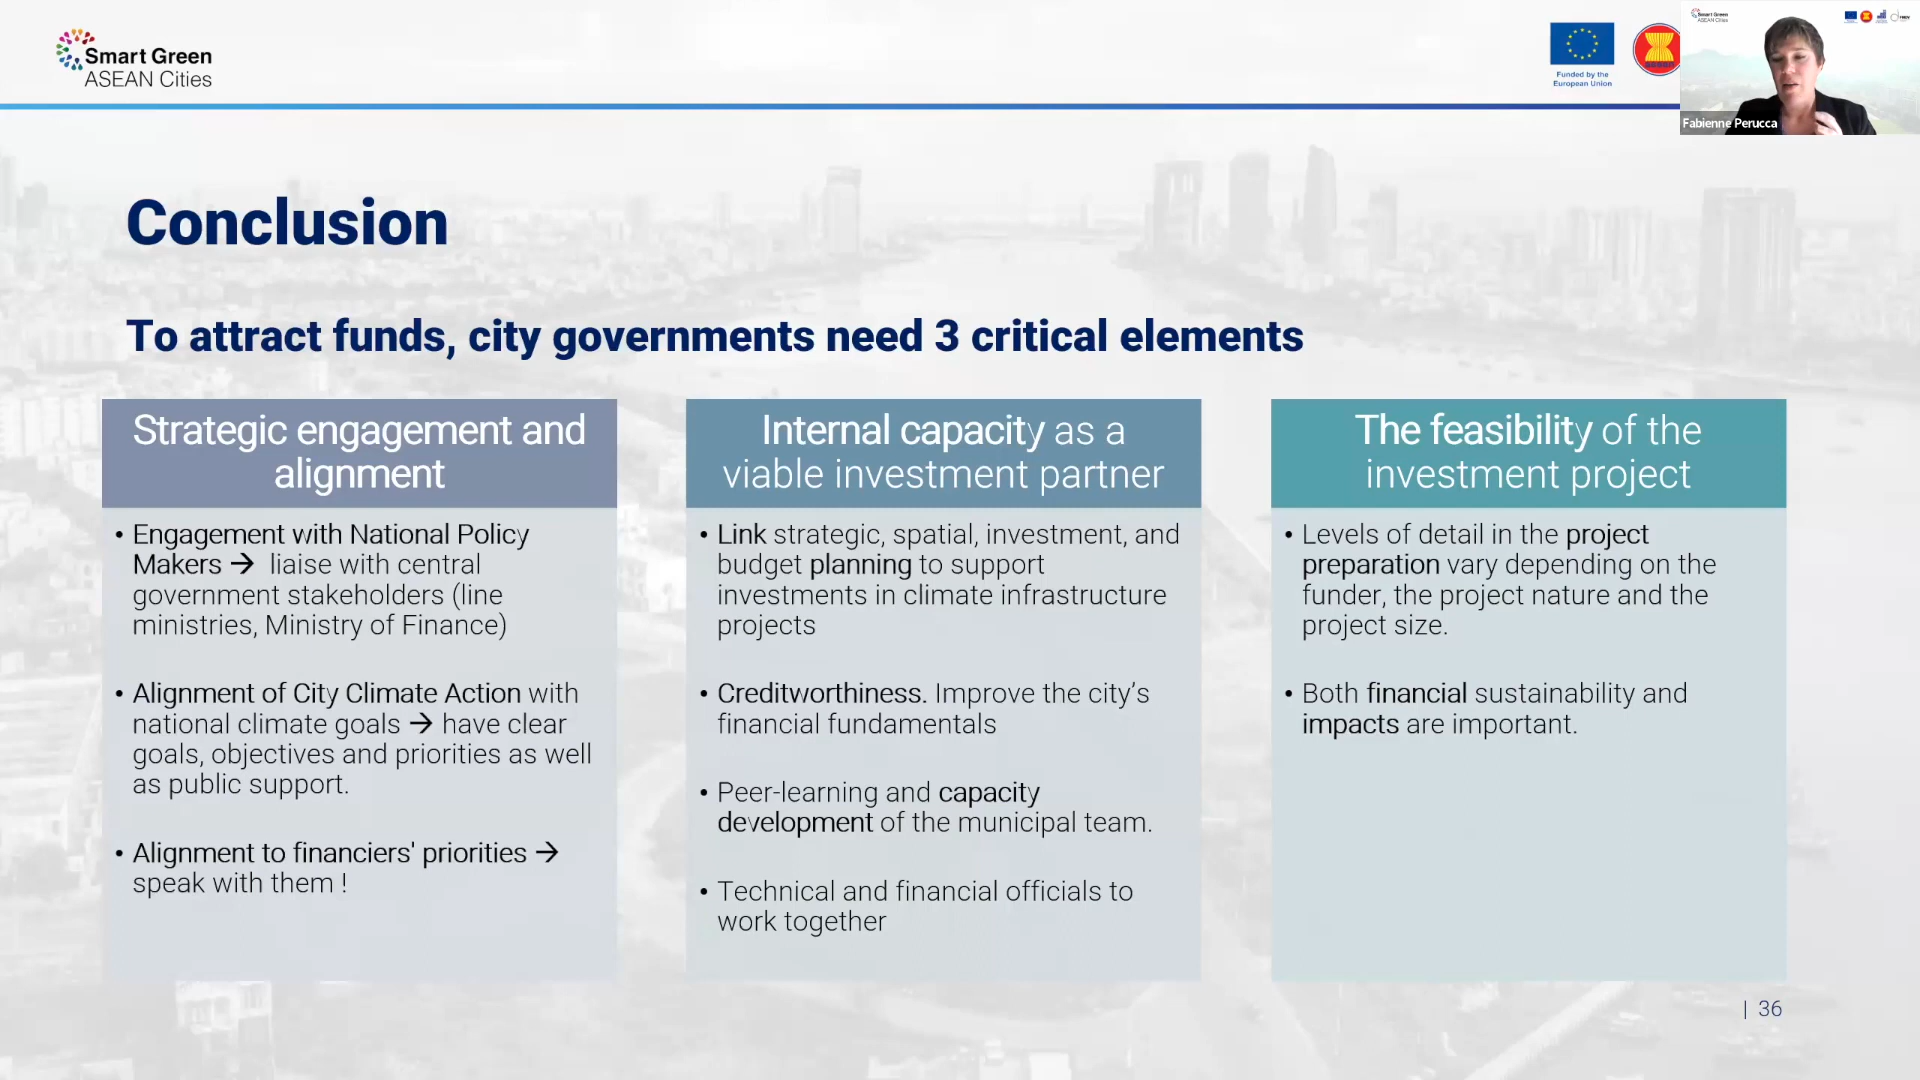 Smart Green
ASEAN Cities
Funded by the
European Union
Smart Green
ASEAN Cities
Fabienne Perucca
Conclusion
To attract funds, city governments need 3 critical elements
Strategic engagement and
alignment
• Engagement with National Policy
Makers → liaise with central
government stakeholders (line
ministries, Ministry of Finance)
• Alignment of City Climate Action with
national climate goals → have clear
goals, objectives and priorities as well
as public support.
• Alignment to financiers' priorities →
speak with them !
Internal capacity as a
viable investment partner
• Link strategic, spatial, investment, and
budget planning to support
investments in climate infrastructure
projects
• Creditworthiness. Improve the city’s
financial fundamentals
• Peer-learning and capacity
development of the municipal team.
• Technical and financial officials to
work together
The feasibility of the
investment project
• Levels of detail in the project
preparation vary depending on the
funder, the project nature and the
project size.
• Both financial sustainability and
impacts are important.
| 36